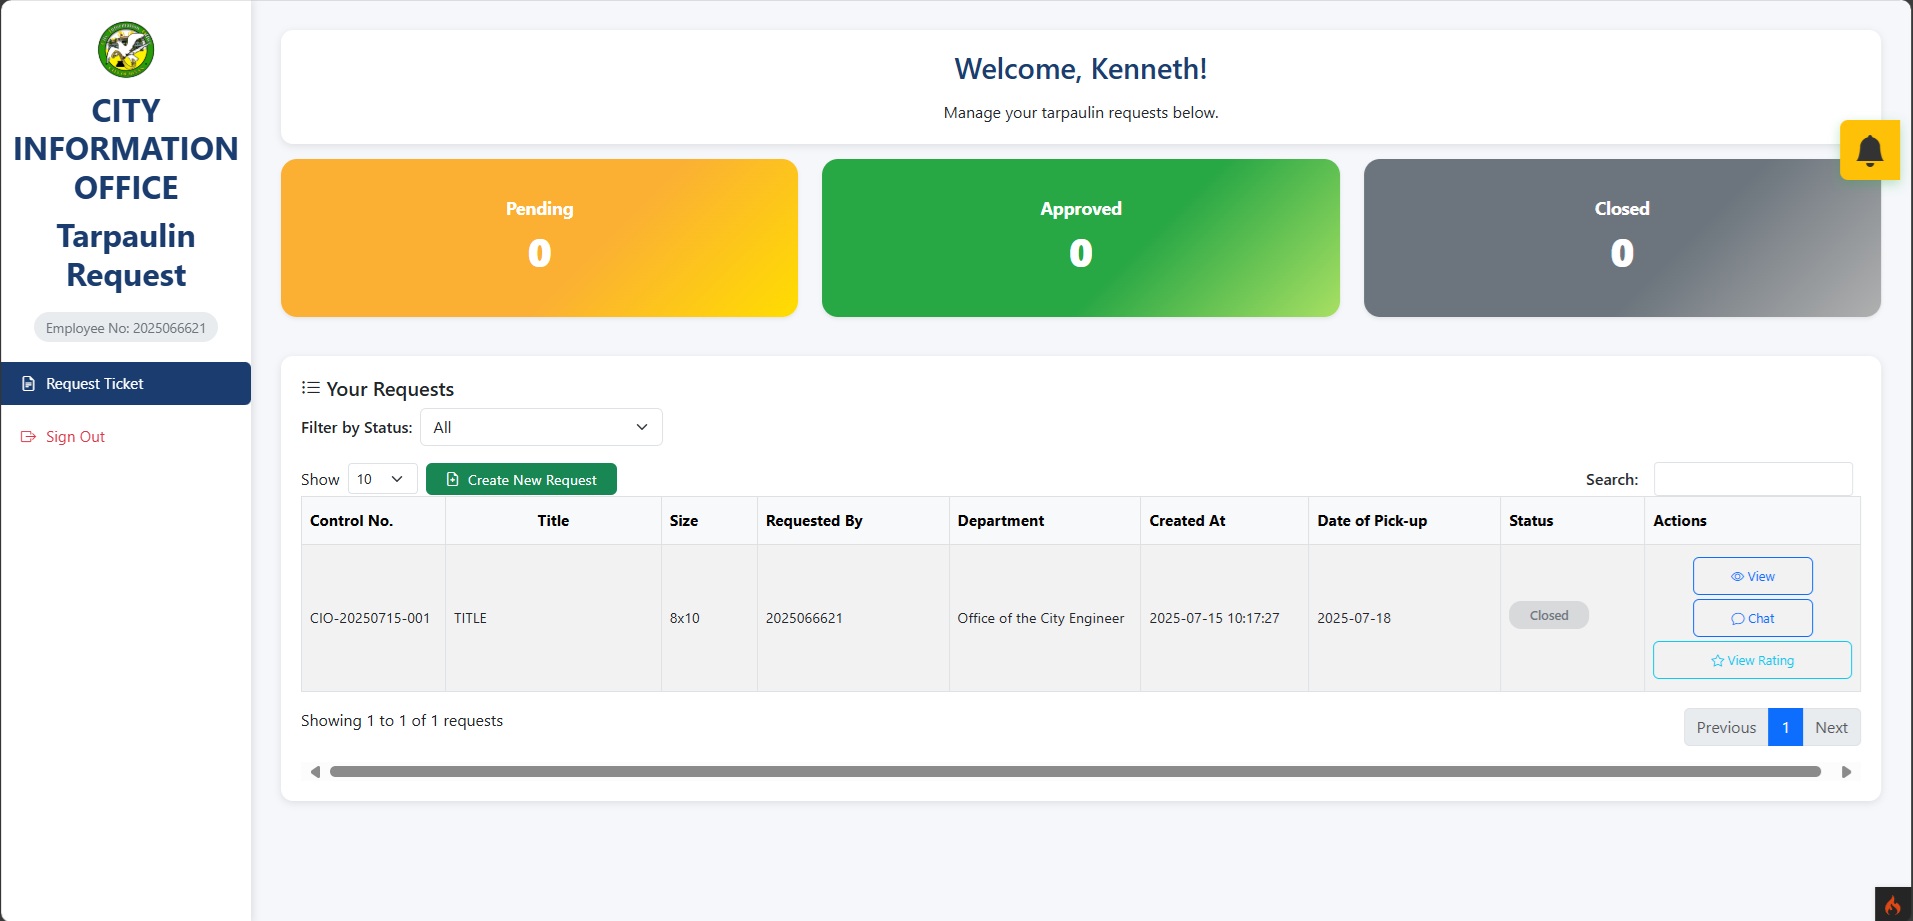 CITY
INFORMATION
OFFICE
Tarpaulin
Request
Employee No: 2025066621
Request Ticket
Sign Out
Welcome, Kenneth!
Manage your tarpaulin requests below.
Pending
0
Approved
0
Closed
0
Your Requests
Filter by Status: All
Show 10 Create New Request Search:
Control No. Title Size Requested By Department Created At Date of Pick-up Status Actions
CIO-20250715-001 TITLE 8x10 2025066621 Office of the City Engineer 2025-07-15 10:17:27 2025-07-18 Closed
View
Chat
View Rating
Showing 1 to 1 of 1 requests
Previous 1 Next